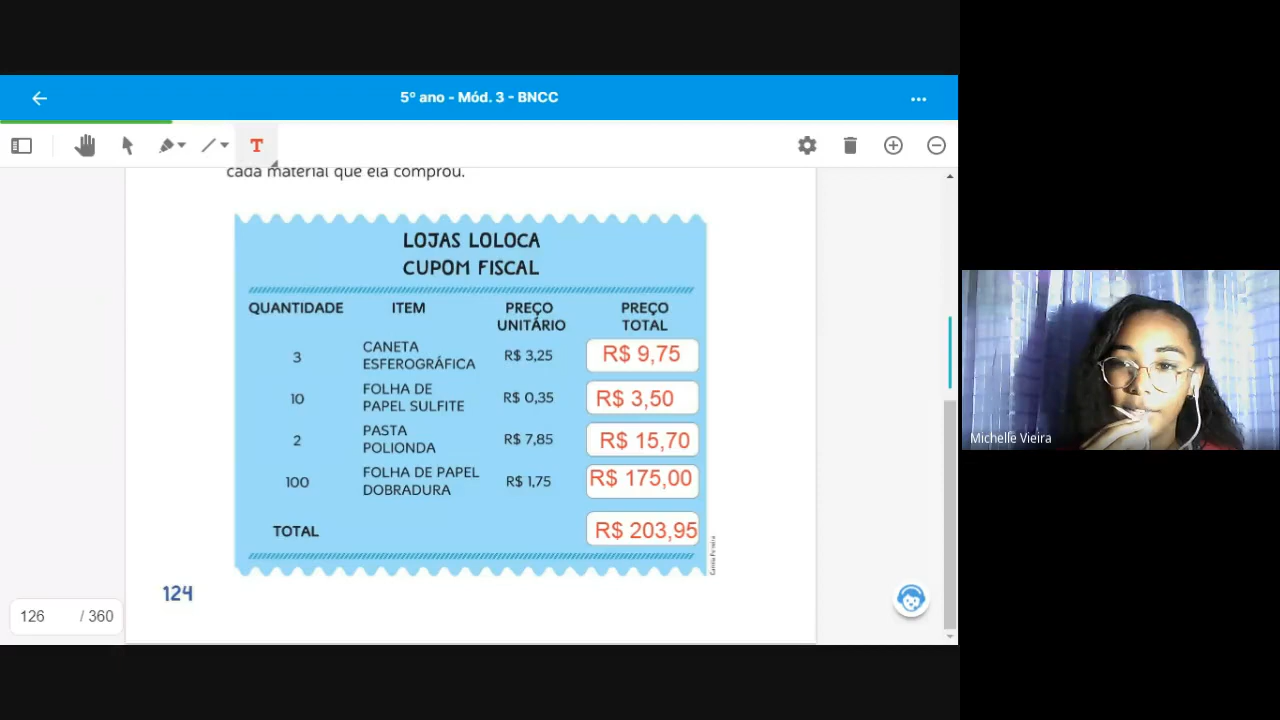 5º ano - Mód. 3 - BNCC
T
cada material que ela comprou.
LOJAS LOLOCA
CUPOM FISCAL
QUANTIDADE ITEM PREÇO UNITÁRIO PREÇO TOTAL
3 CANETA ESFEROGRÁFICA R$ 3,25 R$ 9,75
10 FOLHA DE PAPEL SULFITE R$ 0,35 R$ 3,50
2 PASTA POLIONDA R$ 7,85 R$ 15,70
100 FOLHA DE PAPEL DOBRADURA R$ 1,75 R$ 175,00
TOTAL R$ 203,95
Camila Ferreira
124
126 / 360
Michelle Vieira